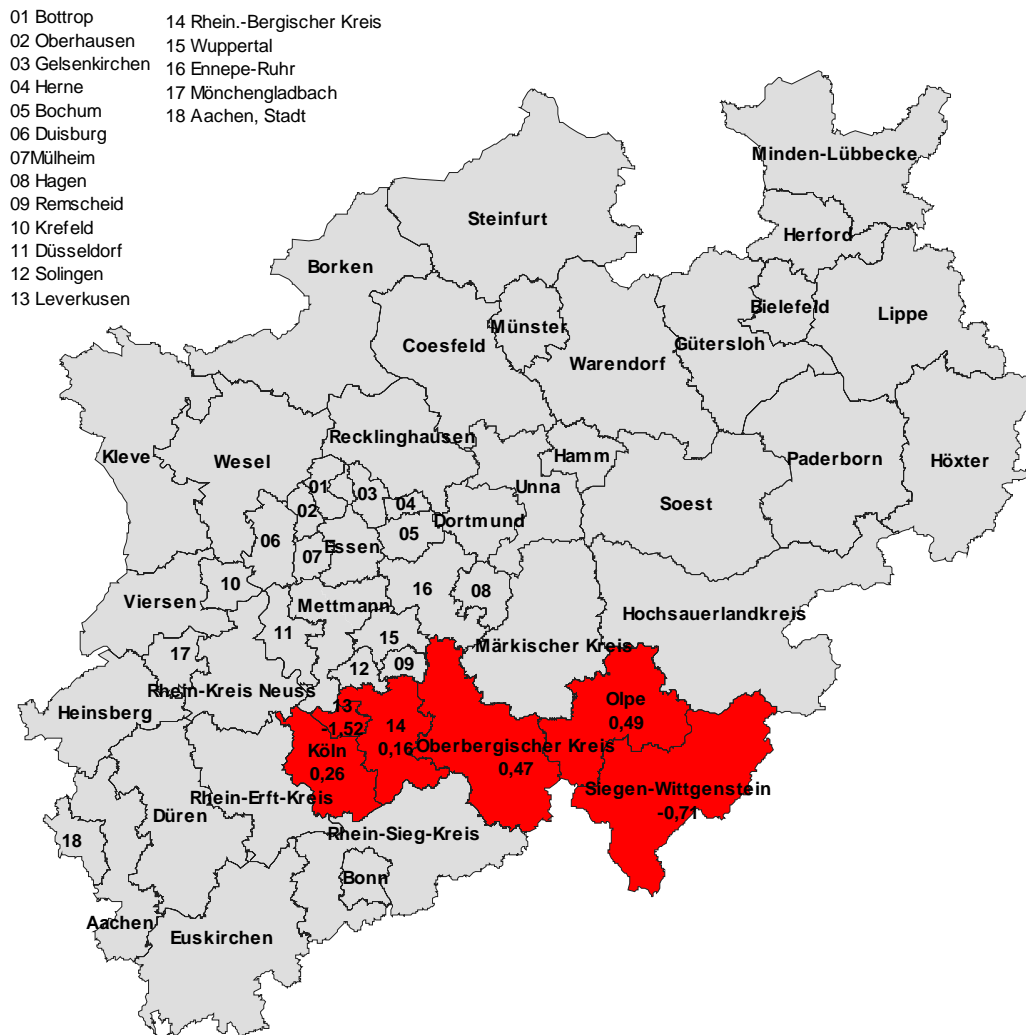 01 Bottrop
02 Oberhausen
03 Gelsenkirchen
04 Herne
05 Bochum
06 Duisburg
07Mülheim
08 Hagen
09 Remscheid
10 Krefeld
11 Düsseldorf
12 Solingen
13 Leverkusen
14 Rhein.-Bergischer Kreis
15 Wuppertal
16 Ennepe-Ruhr
17 Mönchengladbach
18 Aachen, Stadt
Minden-Lübbecke
Steinfurt
Herford
Borken
Bielefeld
Lippe
Münster
Coesfeld
Gütersloh
Warendorf
Recklinghausen
Kleve
Wesel
Hamm
Paderborn
Höxter
01
03
Unna
Soest
02
04
Dortmund
06
05
Essen
07
10
16
08
Viersen
Mettmann
Hochsauerlandkreis
11
15
Märkischer Kreis
17
12
09
Rhein-Kreis Neuss
Heinsberg
13
-1,52
14
0,16
Olpe
0,49
Köln
0,26
Oberbergischer Kreis
0,47
Rhein-Erft-Kreis
Siegen-Wittgenstein
-0,71
Düren
Rhein-Sieg-Kreis
18
Bonn
Aachen
Euskirchen